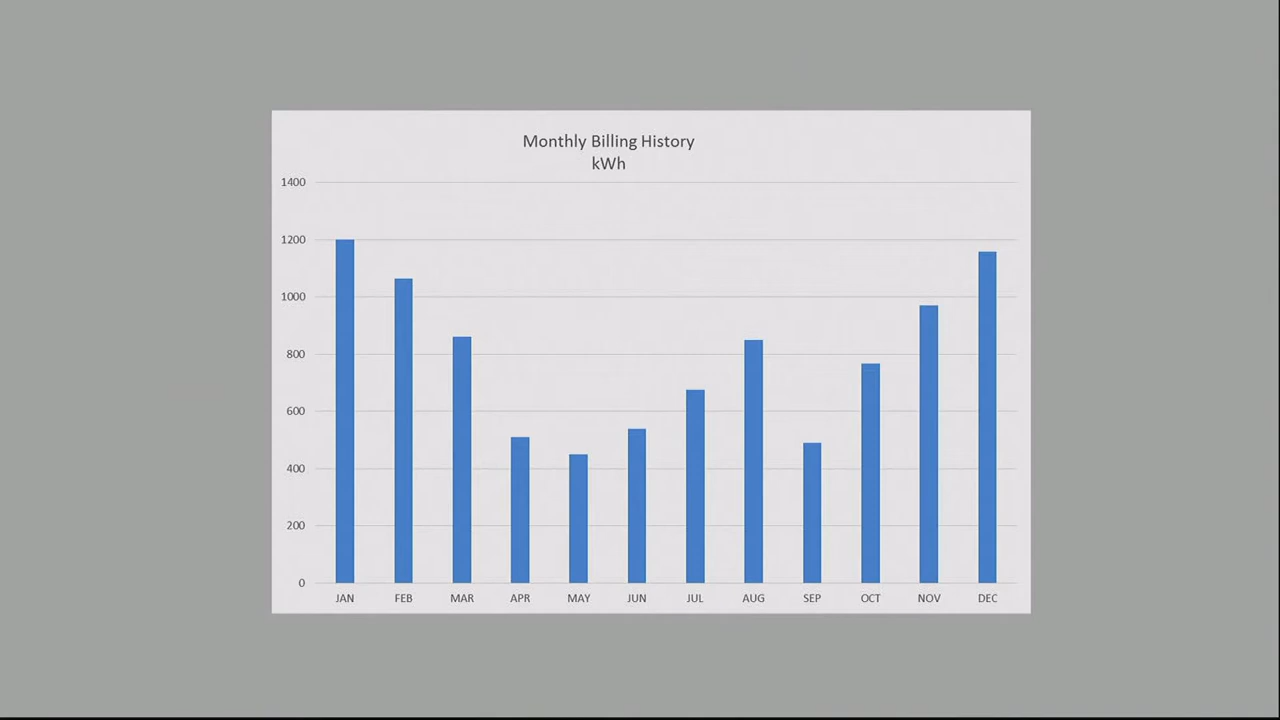 Monthly Billing History
kWh
1400
1200
1000
800
600
400
200
0
JAN FEB MAR APR MAY JUN JUL AUG SEP OCT NOV DEC